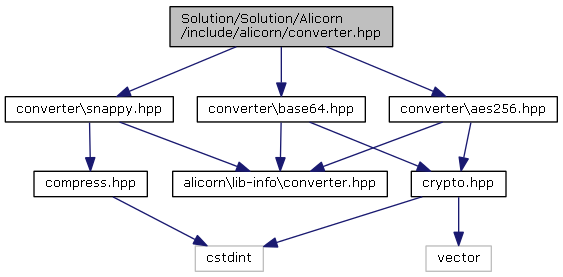 Solution/Solution/Alicorn
/include/alicorn/converter.hpp
converter\snappy.hpp
converter\base64.hpp
converter\aes256.hpp
compress.hpp
alicorn\lib-info\converter.hpp
crypto.hpp
cstdint
vector